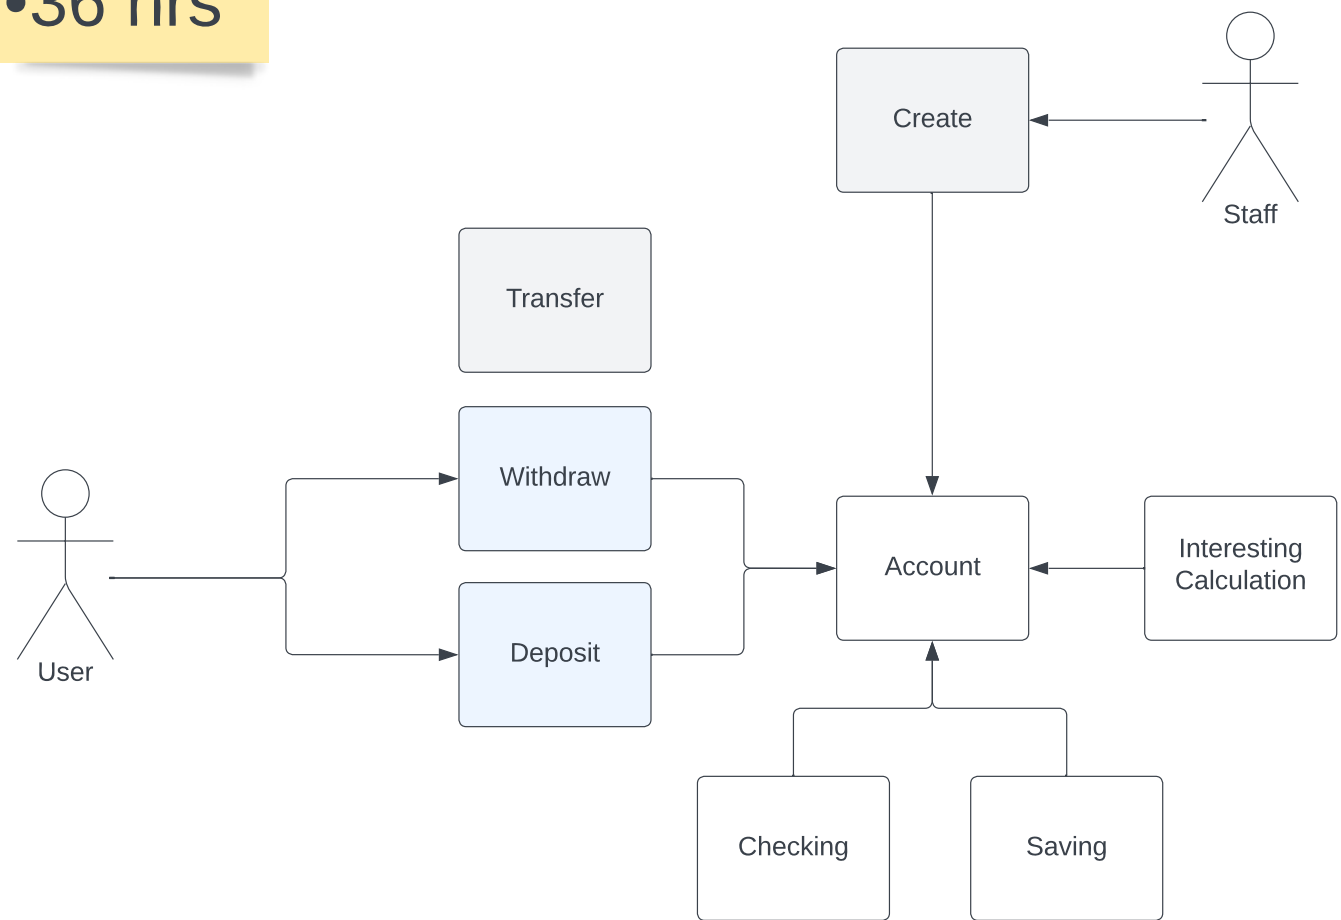 •36 hrs
Create
Staff
Transfer
Withdraw
User
Deposit
Account
Interesting
Calculation
Checking
Saving